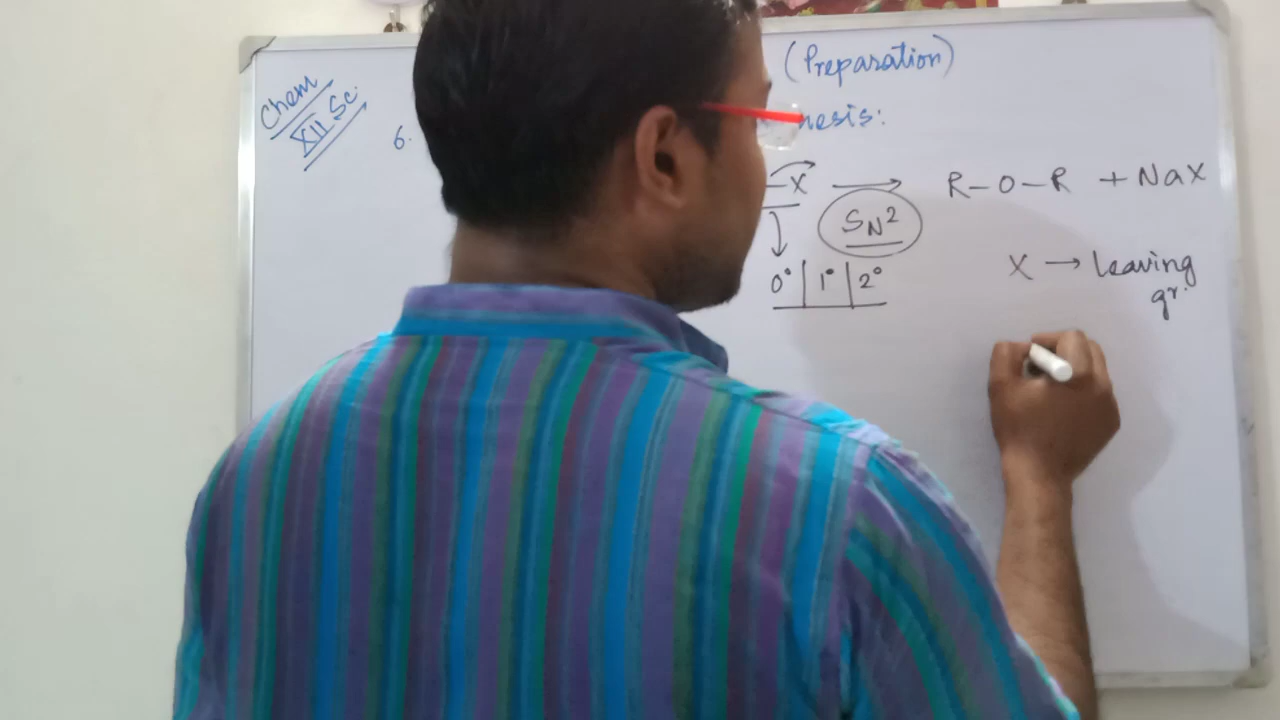 Chem
XII Sc.
(Preparation)
6.
nesis:
–X → R–O–R + NaX
SN²
X → leaving
gr.
0° | 1° | 2°